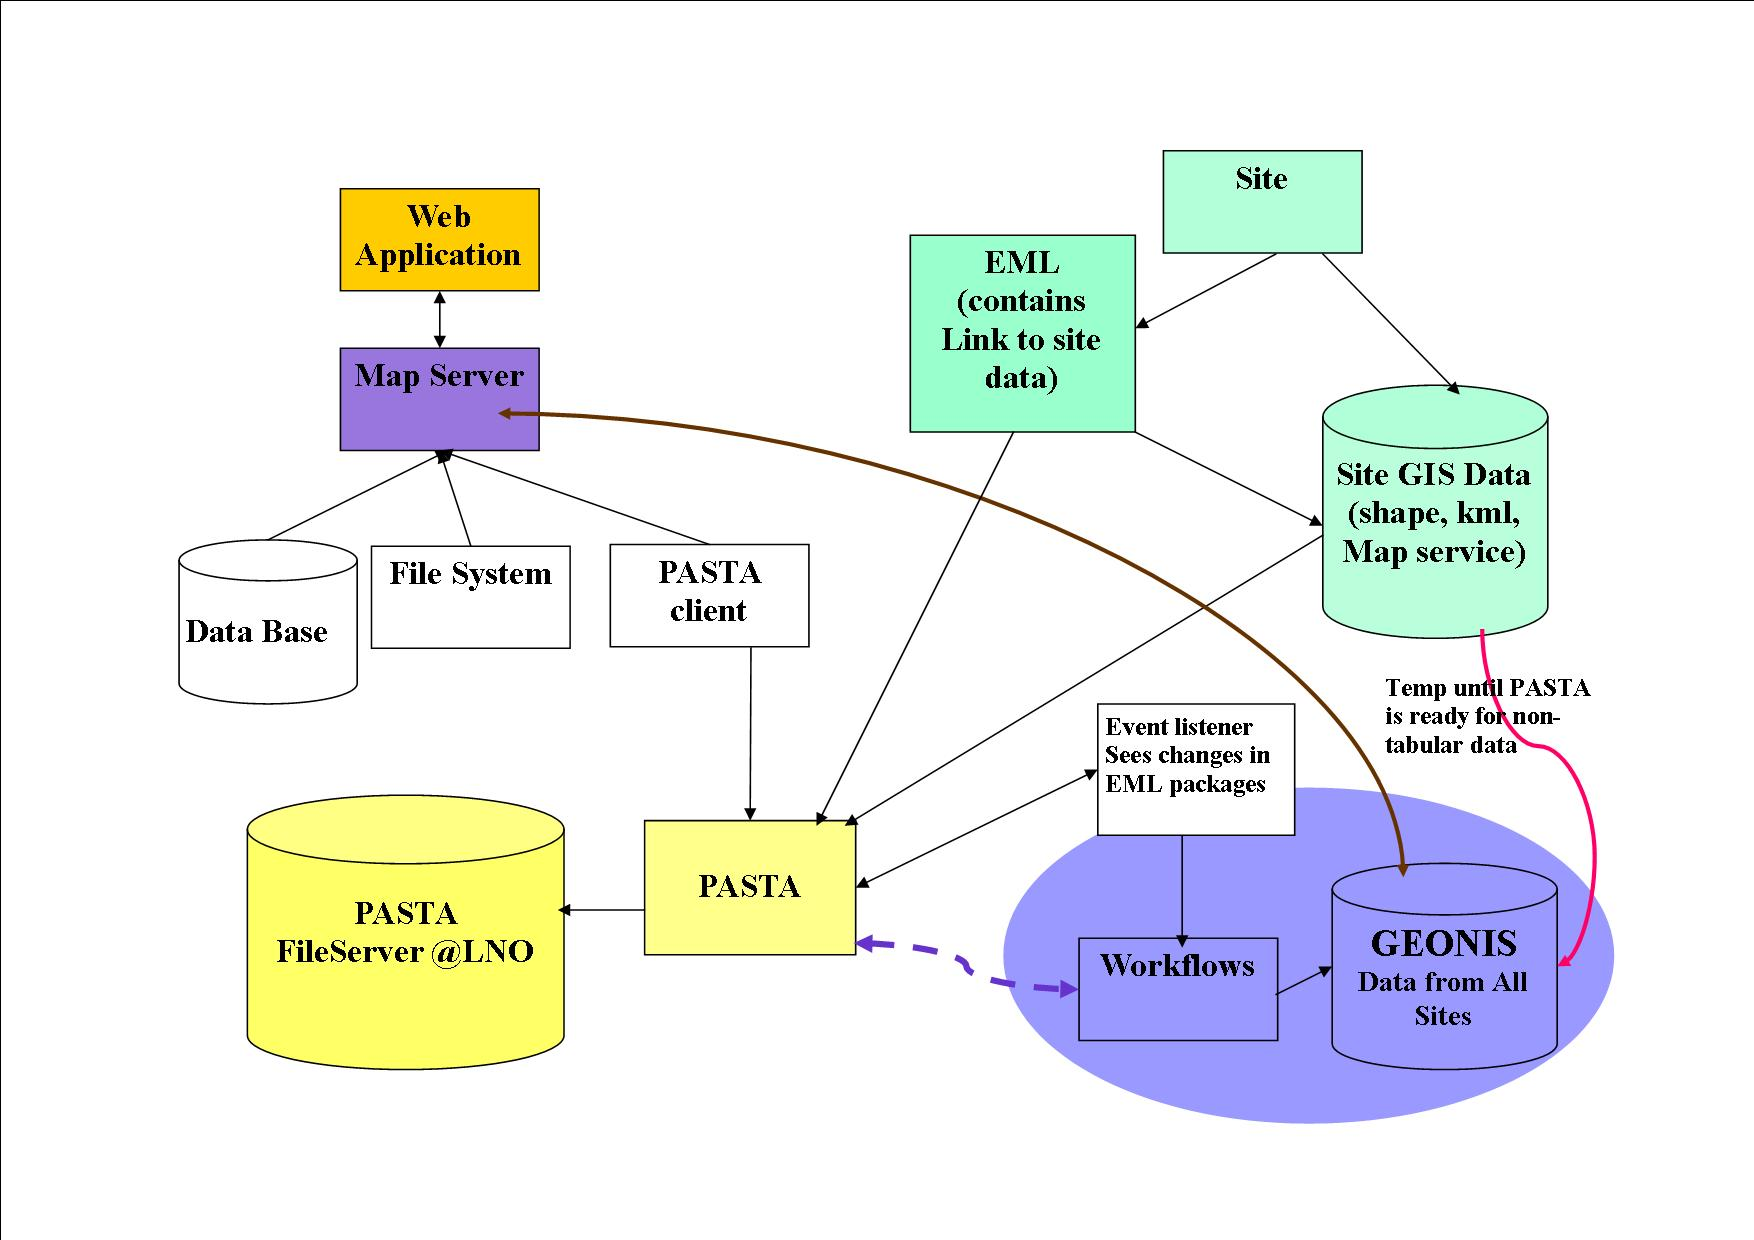 Site
Web
Application
EML
(contains
Link to site
data)
Map Server
Site GIS Data
(shape, kml,
Map service)
File System
PASTA
client
Data Base
Temp until PASTA
is ready for non-
tabular data
Event listener
Sees changes in
EML packages
PASTA
PASTA
FileServer @LNO
Workflows
GEONIS
Data from All
Sites